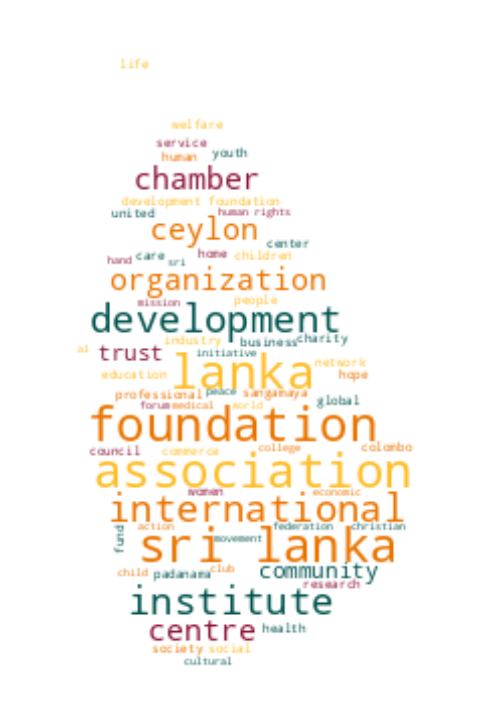 life
welfare
service
human youth
chamber
development foundation
united human rights
ceylon
center
hand care sri home children
organization
mission people
development
industry business charity
al trust initiative
lanka network
education hope
professional peace sangamaya
forum medical world global
foundation
council commerce college colombo
association
women economic
international
action federation christian
fund sri lanka
movement
child padanama club community
research
institute
centre health
society social
cultural